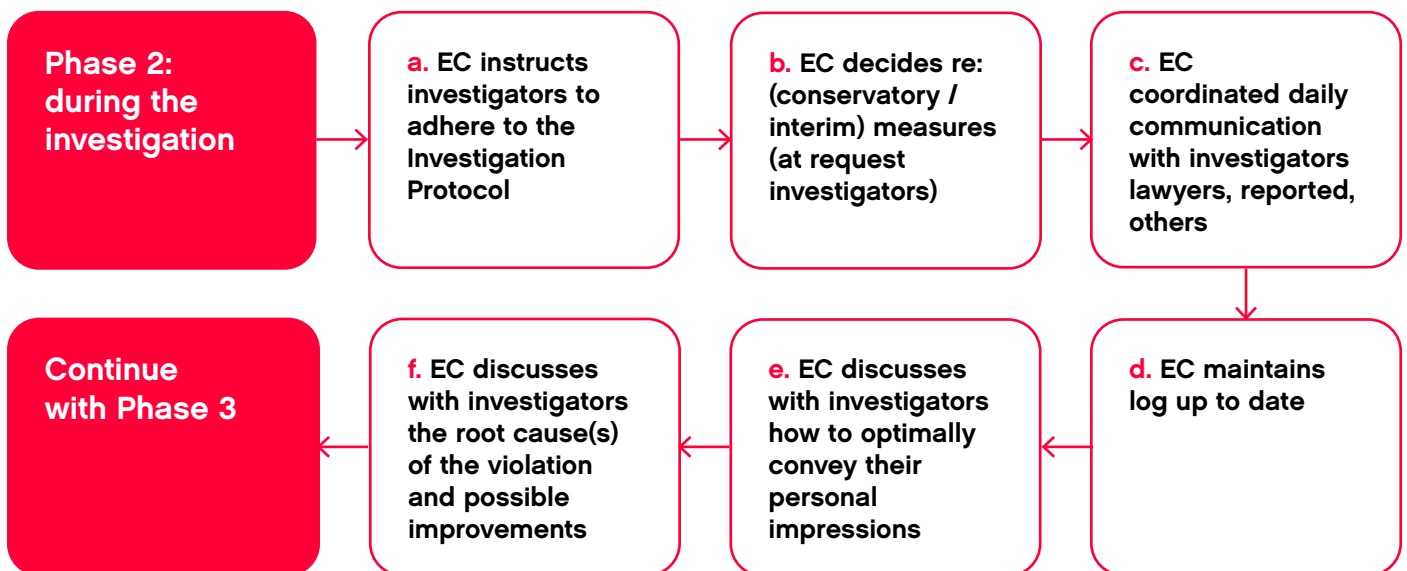 Phase 2:
during the
investigation
a. EC instructs
investigators to
adhere to the
Investigation
Protocol
b. EC decides re:
(conservatory /
interim) measures
(at request
investigators)
c. EC
coordinated daily
communication
with investigators
lawyers, reported,
others
d. EC maintains
log up to date
e. EC discusses
with investigators
how to optimally
convey their
personal
impressions
f. EC discusses
with investigators
the root cause(s)
of the violation
and possible
improvements
Continue
with Phase 3